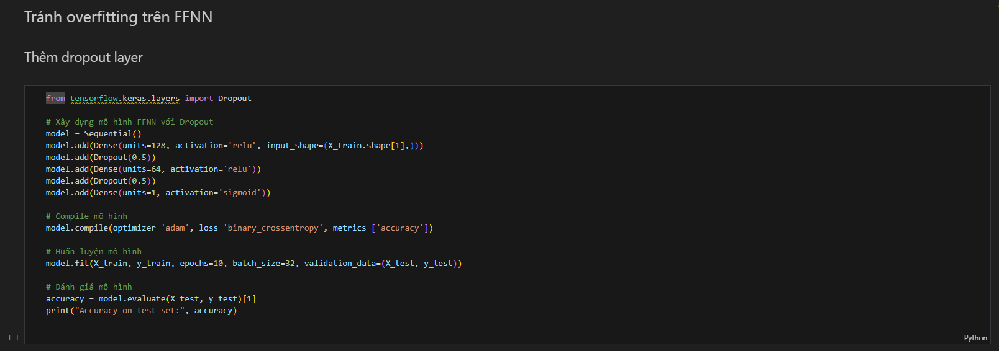 Tránh overfitting trên FFNN
Thêm dropout layer
from tensorflow.keras.layers import Dropout
# Xây dựng mô hình FFNN với Dropout
model = Sequential()
model.add(Dense(units=128, activation='relu', input_shape=(X_train.shape[1],)))
model.add(Dropout(0.5))
model.add(Dense(units=64, activation='relu'))
model.add(Dropout(0.5))
model.add(Dense(units=1, activation='sigmoid'))
# Compile mô hình
model.compile(optimizer='adam', loss='binary_crossentropy', metrics=['accuracy'])
# Huấn luyện mô hình
model.fit(X_train, y_train, epochs=10, batch_size=32, validation_data=(X_test, y_test))
# Đánh giá mô hình
accuracy = model.evaluate(X_test, y_test)[1]
print("Accuracy on test set:", accuracy)
[ ]
Python